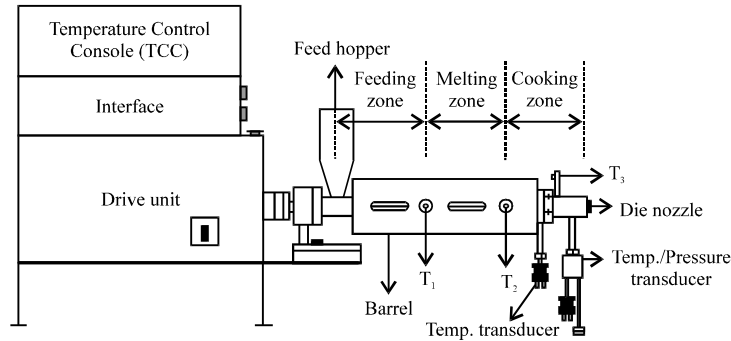 Temperature Control
Console (TCC)
Interface
Drive unit
Feed hopper
Feeding
zone
Melting
zone
Cooking
zone
T3
Die nozzle
Temp./Pressure
transducer
T1
T2
Barrel
Temp. transducer